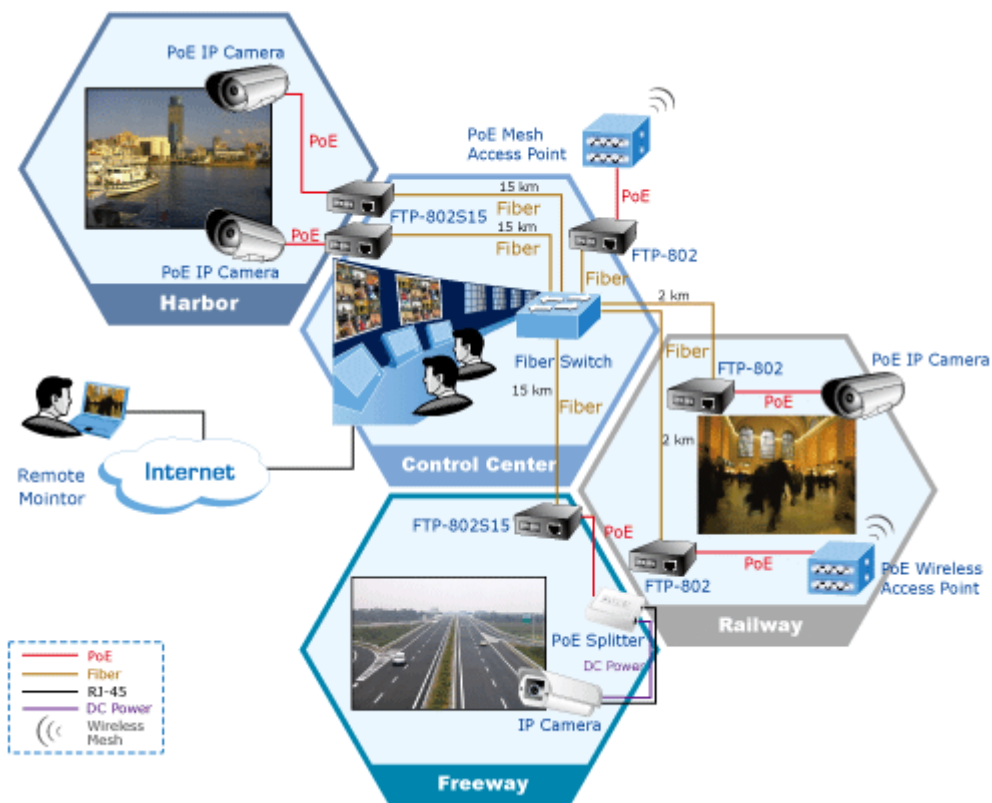 PoE IP Camera
PoE
PoE IP Camera
PoE
Harbor
FTP-802S15
15 km
Fiber
15 km
Fiber
PoE Mesh
Access Point
PoE
FTP-802
Fiber
Fiber Switch
2 km
Fiber
15 km
Fiber
Control Center
Remote
Mointor
Internet
FTP-802
PoE IP Camera
PoE
2 km
FTP-802
PoE
PoE Wireless
Access Point
Railway
FTP-802S15
PoE
PoE Splitter
DC Power
IP Camera
Freeway
PoE
Fiber
RJ-45
DC Power
Wireless
Mesh